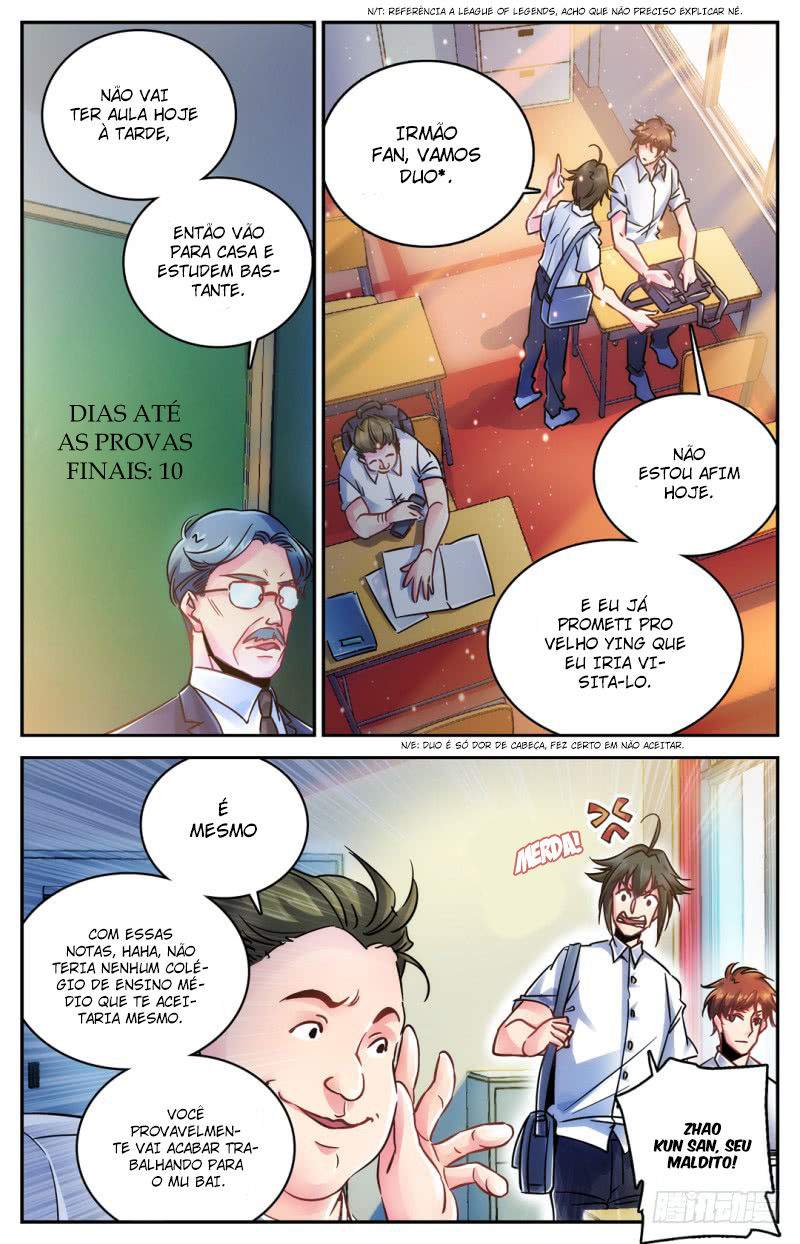 N/T: REFERÊNCIA A LEAGUE OF LEGENDS, ACHO QUE NÃO PRECISO EXPLICAR NÉ.
NÃO VAI
TER AULA HOJE
À TARDE,
ENTÃO VÃO
PARA CASA E
ESTUDEM BAS-
TANTE.
DIAS ATÉ
AS PROVAS
FINAIS: 10
IRMÃO
FAN, VAMOS
DUO*.
NÃO
ESTOU AFIM
HOJE.
E EU JÁ
PROMETI PRO
VELHO YING QUE
EU IRIA VI-
SITA-LO.
N/E: DUO É SÓ DOR DE CABEÇA, FEZ CERTO EM NÃO ACEITAR.
É
MESMO
COM ESSAS
NOTAS, HAHA, NÃO
TERIA NENHUM COLÉ-
GIO DE ENSINO MÉ-
DIO QUE TE ACEI-
TARIA MESMO.
VOCÊ
PROVAVELMEN-
TE VAI ACABAR TRA-
BALHANDO PARA
O MU BAI.
MERDA!
ZHAO
KUN SAN, SEU
MALDITO!
腾讯动漫